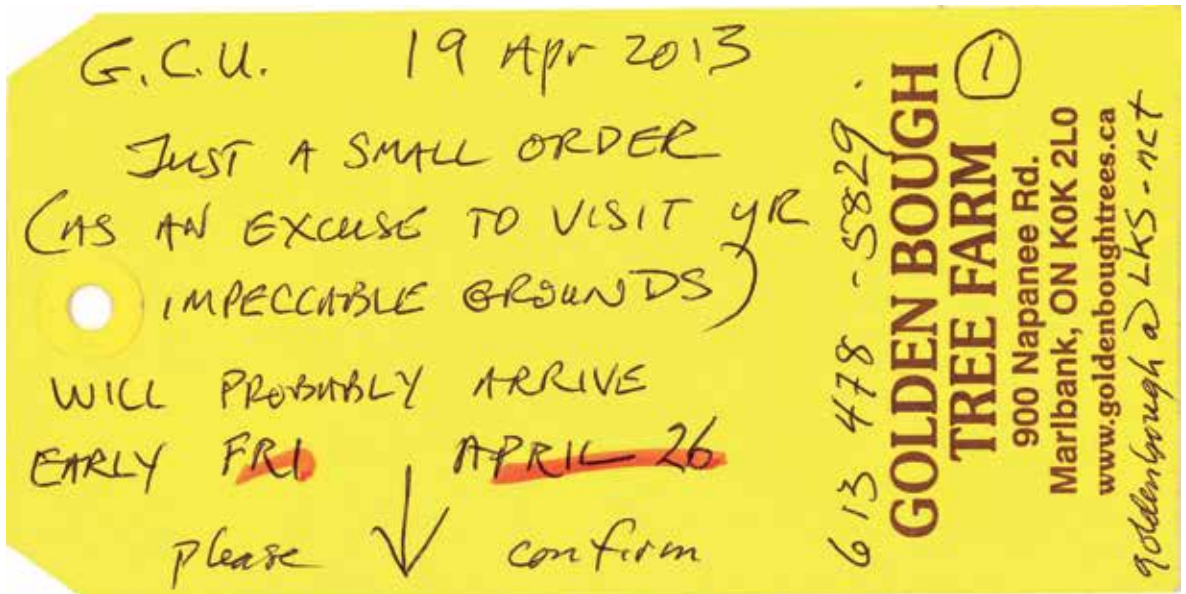 G.C.U. 19 Apr 2013
JUST A SMALL ORDER
(AS AN EXCUSE TO VISIT YR
IMPECCABLE GROUNDS)
WILL PROBABLY ARRIVE
EARLY FRI APRIL 26
please confirm
613 478-5829.
GOLDEN BOUGH
TREE FARM
900 Napanee Rd.
Marlbank, ON K0K 2L0
www.goldenboughtrees.ca
goldenbough@LKS-net
1